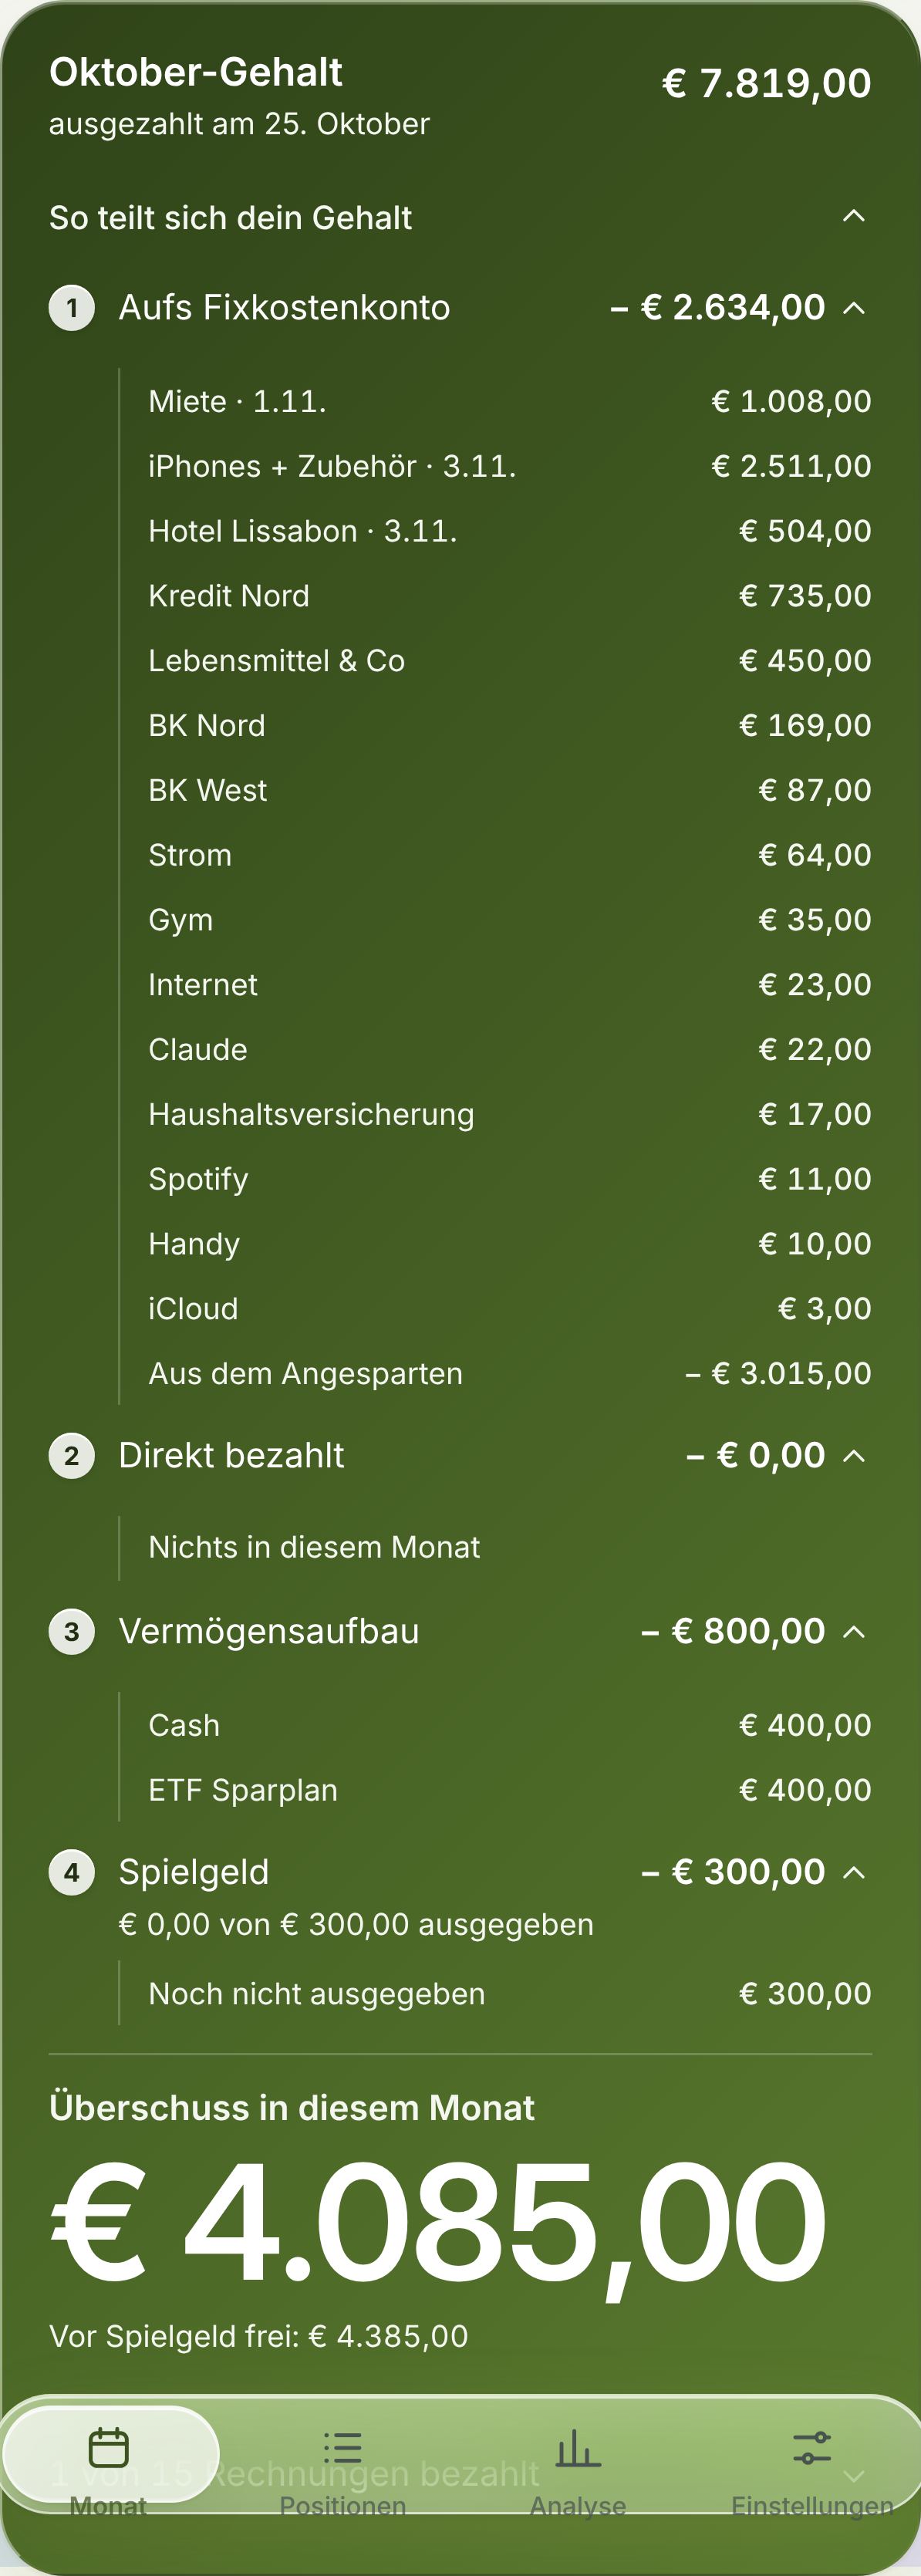 Oktober-Gehalt
€ 7.819,00
ausgezahlt am 25. Oktober
So teilt sich dein Gehalt
1 Aufs Fixkostenkonto – € 2.634,00
Miete · 1.11. € 1.008,00
iPhones + Zubehör · 3.11. € 2.511,00
Hotel Lissabon · 3.11. € 504,00
Kredit Nord € 735,00
Lebensmittel & Co € 450,00
BK Nord € 169,00
BK West € 87,00
Strom € 64,00
Gym € 35,00
Internet € 23,00
Claude € 22,00
Haushaltsversicherung € 17,00
Spotify € 11,00
Handy € 10,00
iCloud € 3,00
Aus dem Angesparten – € 3.015,00
2 Direkt bezahlt – € 0,00
Nichts in diesem Monat
3 Vermögensaufbau – € 800,00
Cash € 400,00
ETF Sparplan € 400,00
4 Spielgeld – € 300,00
€ 0,00 von € 300,00 ausgegeben
Noch nicht ausgegeben € 300,00
Überschuss in diesem Monat
€ 4.085,00
Vor Spielgeld frei: € 4.385,00
1 von 15 Rechnungen bezahlt
Monat Positionen Analyse Einstellungen